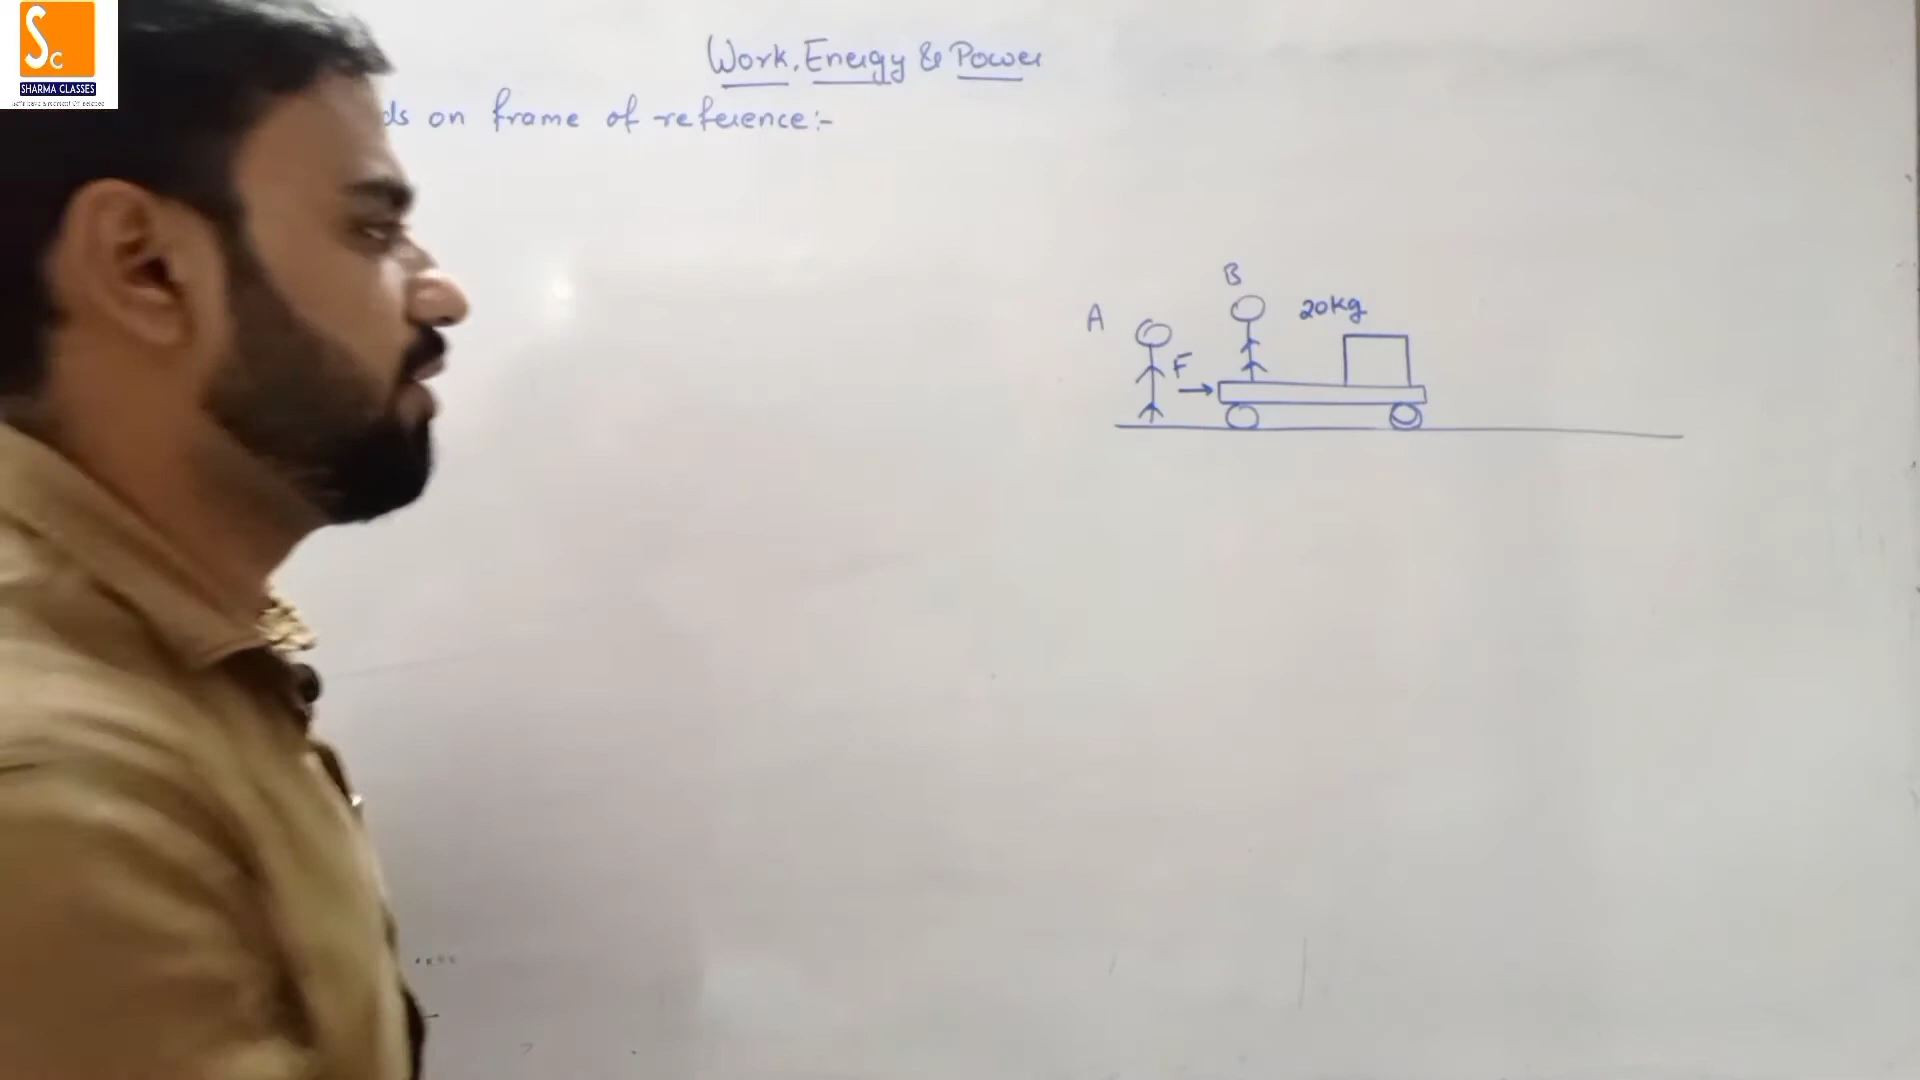 Sc
SHARMA CLASSES
Work, Energy & Power
ds on frame of reference:-
B
A
20kg
F